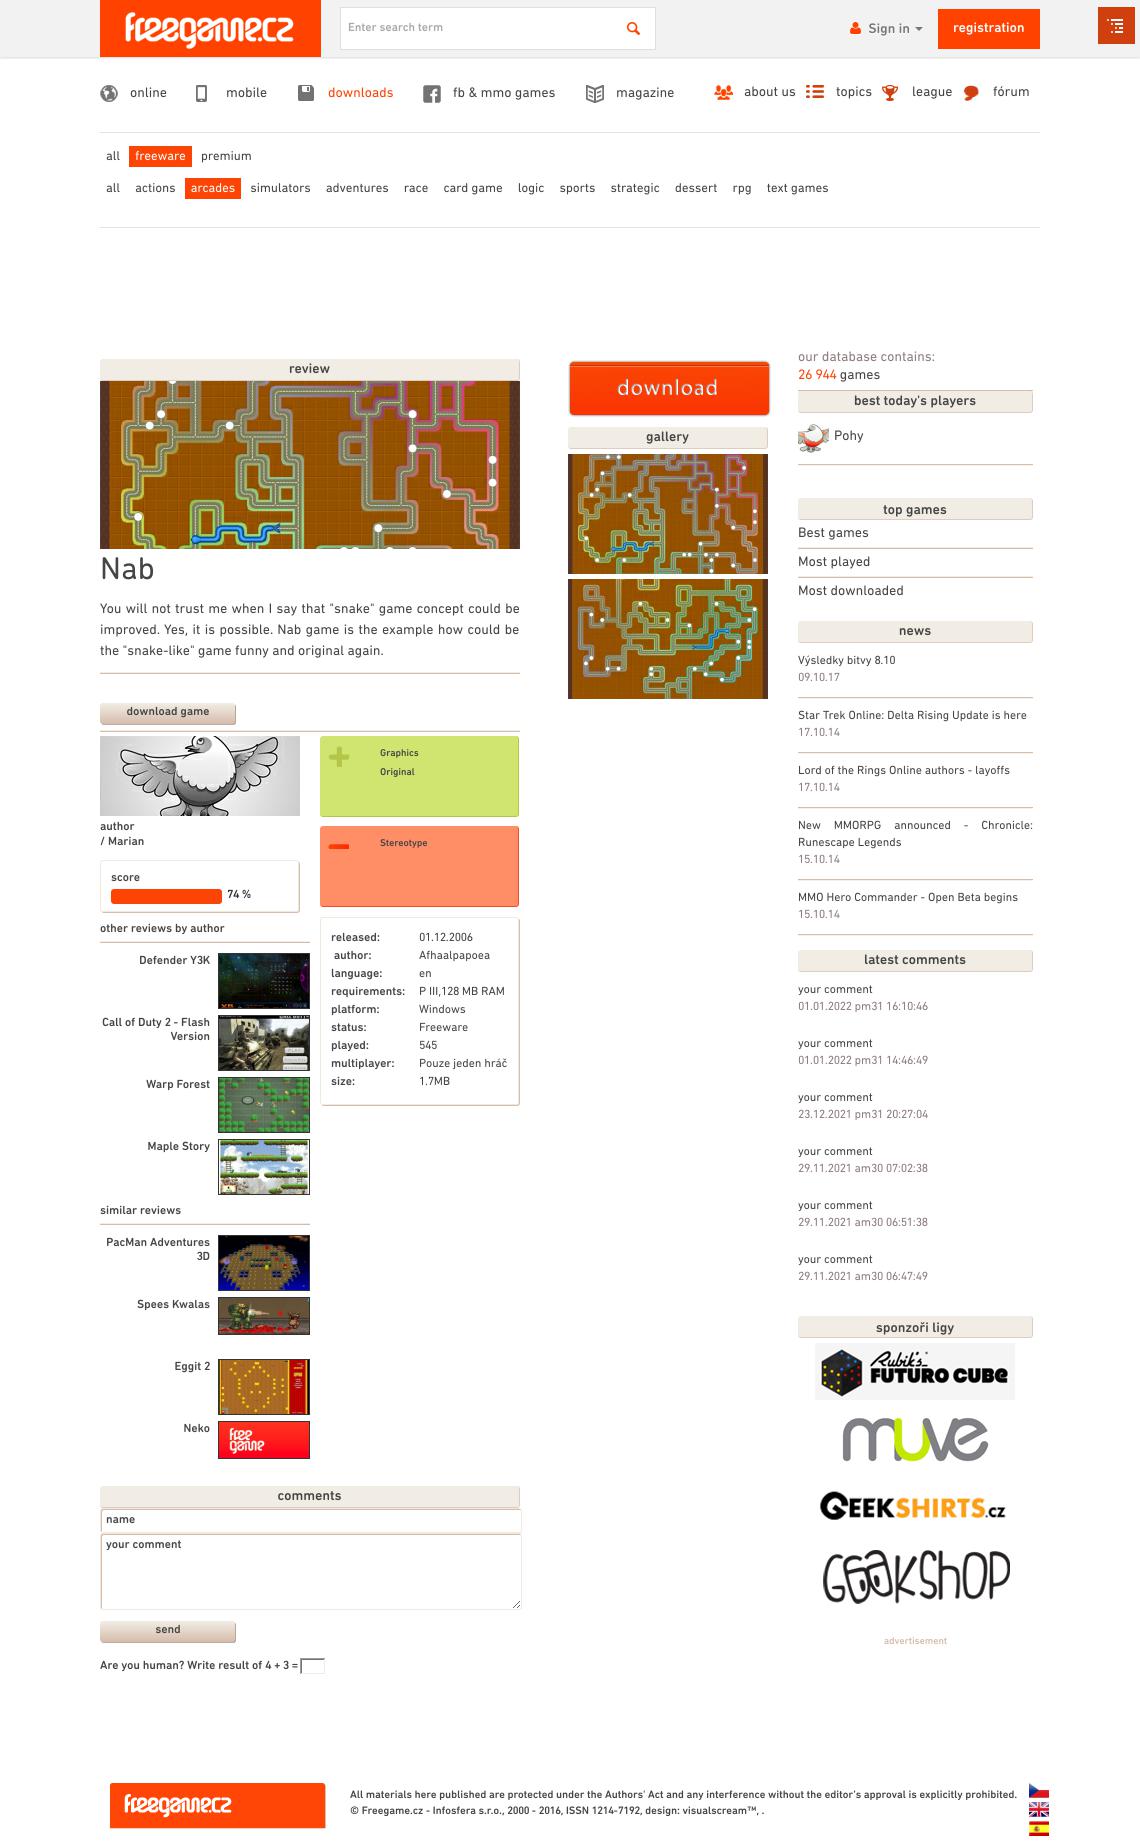 freegame.cz
Enter search term
Sign in
registration
online
mobile
downloads
fb & mmo games
magazine
about us
topics
league
fórum
all freeware premium
all actions arcades simulators adventures race card game logic sports strategic dessert rpg text games
review
Nab
You will not trust me when I say that "snake" game concept could be
improved. Yes, it is possible. Nab game is the example how could be
the "snake-like" game funny and original again.
download game
author
/ Marian
score
74 %
Graphics
Original
Stereotype
released: 01.12.2006
author: Afhaalpapoea
language: en
requirements: P III,128 MB RAM
platform: Windows
status: Freeware
played: 545
multiplayer: Pouze jeden hráč
size: 1.7MB
other reviews by author
Defender Y3K
Call of Duty 2 - Flash
Version
Warp Forest
Maple Story
similar reviews
PacMan Adventures
3D
Spees Kwalas
Eggit 2
Neko
free
game
comments
name
your comment
send
Are you human? Write result of 4 + 3 =
download
gallery
our database contains:
26 944 games
best today's players
Pohy
top games
Best games
Most played
Most downloaded
news
Výsledky bitvy 8.10
09.10.17
Star Trek Online: Delta Rising Update is here
17.10.14
Lord of the Rings Online authors - layoffs
17.10.14
New MMORPG announced - Chronicle:
Runescape Legends
15.10.14
MMO Hero Commander - Open Beta begins
15.10.14
latest comments
your comment
01.01.2022 pm31 16:10:46
your comment
01.01.2022 pm31 14:46:49
your comment
23.12.2021 pm31 20:27:04
your comment
29.11.2021 am30 07:02:38
your comment
29.11.2021 am30 06:51:38
your comment
29.11.2021 am30 06:47:49
sponzoři ligy
Rubik's
FUTURO CUBE
muve
GEEKSHIRTS.CZ
GEEKSHOP
advertisement
freegame.cz
All materials here published are protected under the Authors' Act and any interference without the editor's approval is explicitly prohibited.
© Freegame.cz - Infosfera s.r.o., 2000 - 2016, ISSN 1214-7192, design: visualscream™, .